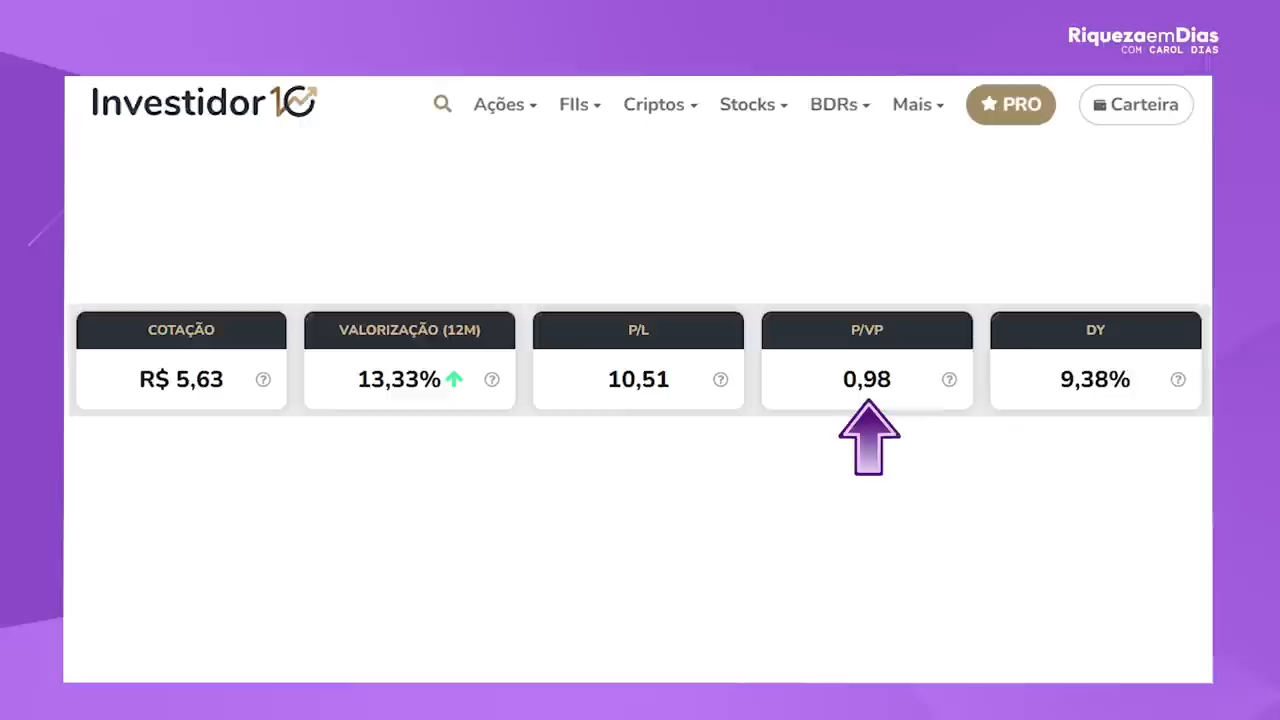 RiquezaemDias
COM CAROL DIAS
Investidor10
Ações
FIIs
Criptos
Stocks
BDRs
Mais
PRO
Carteira
COTAÇÃO
R$ 5,63
VALORIZAÇÃO (12M)
13,33%
P/L
10,51
P/VP
0,98
DY
9,38%